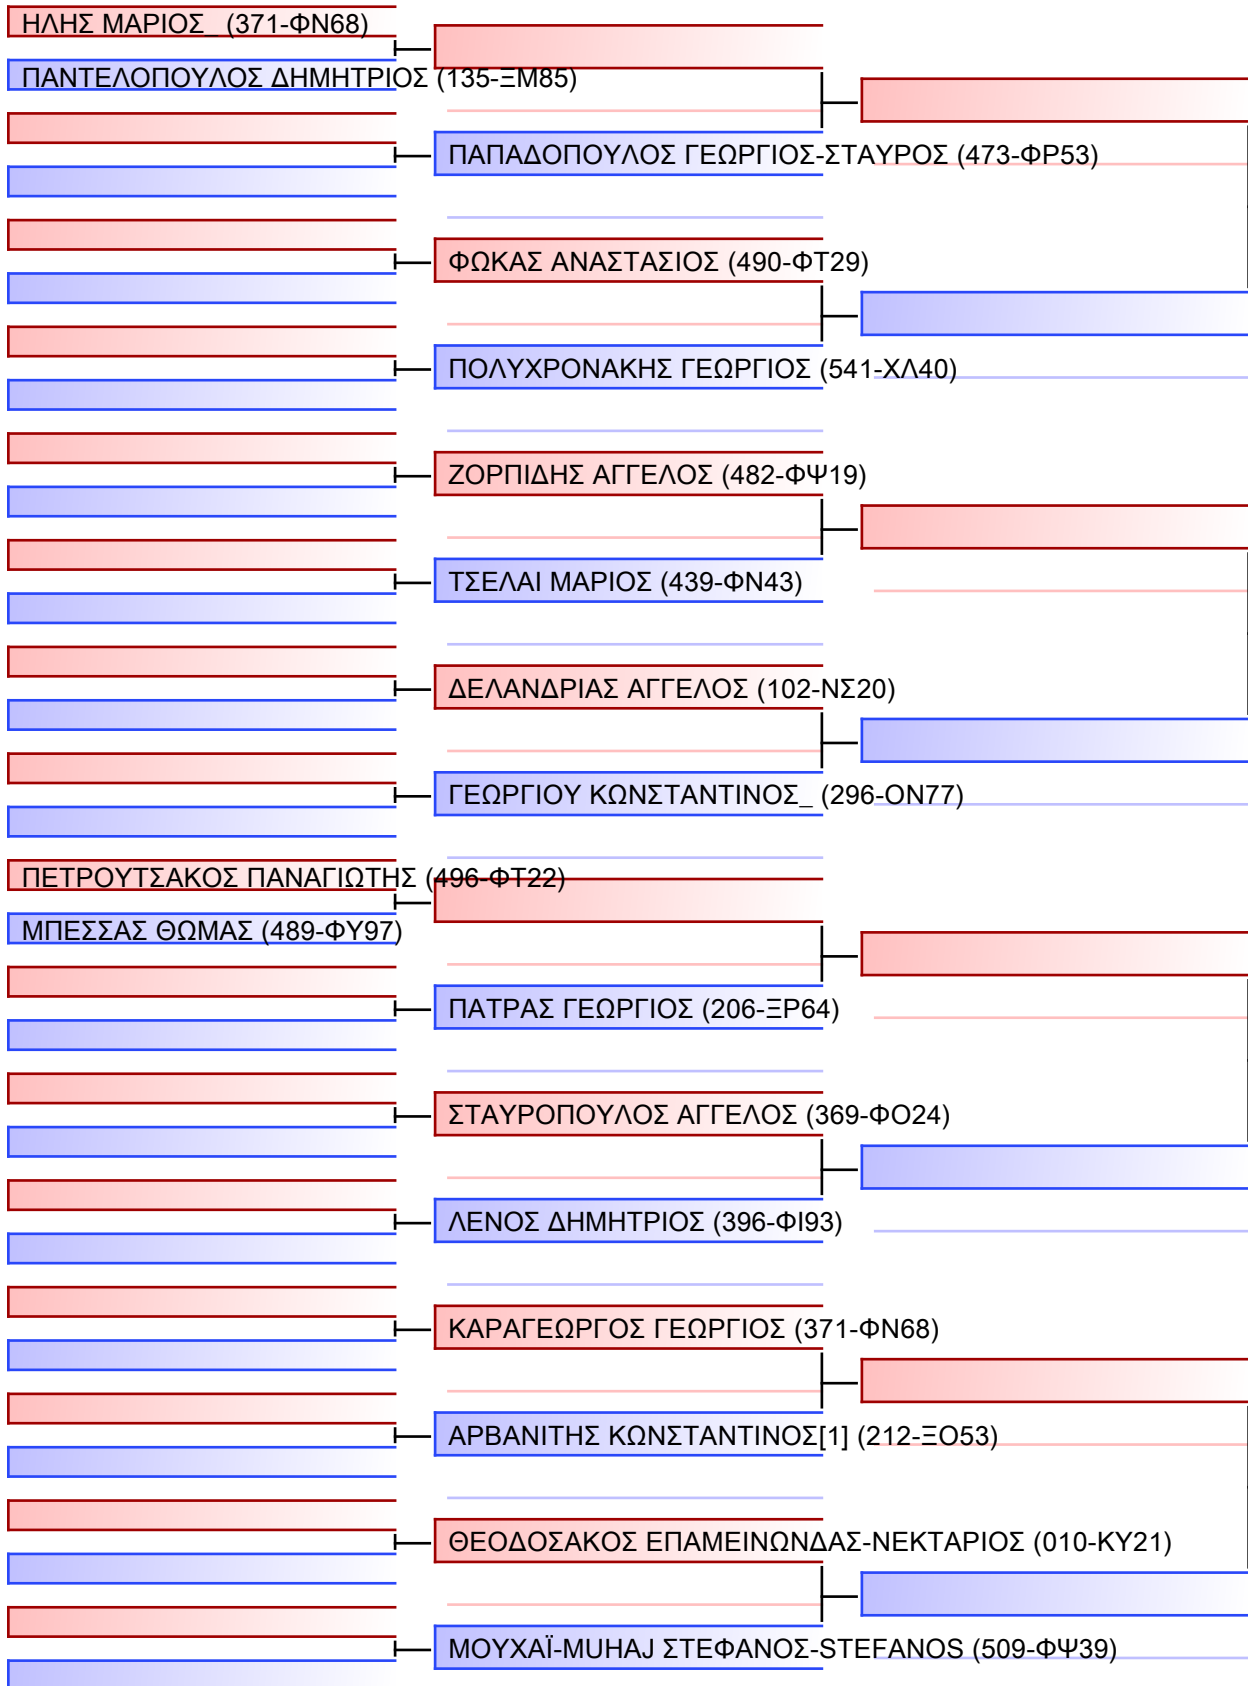 ΗΛΗΣ ΜΑΡΙΟΣ_ (371-ΦΝ68)
ΠΑΝΤΕΛΟΠΟΥΛΟΣ ΔΗΜΗΤΡΙΟΣ (135-ΞΜ85)
ΠΑΠΑΔΟΠΟΥΛΟΣ ΓΕΩΡΓΙΟΣ-ΣΤΑΥΡΟΣ (473-ΦΡ53)
ΦΩΚΑΣ ΑΝΑΣΤΑΣΙΟΣ (490-ΦΤ29)
ΠΟΛΥΧΡΟΝΑΚΗΣ ΓΕΩΡΓΙΟΣ (541-ΧΛ40)
ΖΟΡΠΙΔΗΣ ΑΓΓΕΛΟΣ (482-ΦΨ19)
ΤΣΕΛΑΙ ΜΑΡΙΟΣ (439-ΦΝ43)
ΔΕΛΑΝΔΡΙΑΣ ΑΓΓΕΛΟΣ (102-ΝΣ20)
ΓΕΩΡΓΙΟΥ ΚΩΝΣΤΑΝΤΙΝΟΣ_ (296-ΟΝ77)
ΠΕΤΡΟΥΤΣΑΚΟΣ ΠΑΝΑΓΙΩΤΗΣ (496-ΦΤ22)
ΜΠΕΣΣΑΣ ΘΩΜΑΣ (489-ΦΥ97)
ΠΑΤΡΑΣ ΓΕΩΡΓΙΟΣ (206-ΞΡ64)
ΣΤΑΥΡΟΠΟΥΛΟΣ ΑΓΓΕΛΟΣ (369-ΦΟ24)
ΛΕΝΟΣ ΔΗΜΗΤΡΙΟΣ (396-ΦΙ93)
ΚΑΡΑΓΕΩΡΓΟΣ ΓΕΩΡΓΙΟΣ (371-ΦΝ68)
ΑΡΒΑΝΙΤΗΣ ΚΩΝΣΤΑΝΤΙΝΟΣ[1] (212-ΞΟ53)
ΘΕΟΔΟΣΑΚΟΣ ΕΠΑΜΕΙΝΩΝΔΑΣ-ΝΕΚΤΑΡΙΟΣ (010-ΚΥ21)
ΜΟΥΧΑΪ-MUHAJ ΣΤΕΦΑΝΟΣ-STEFANOS (509-ΦΨ39)